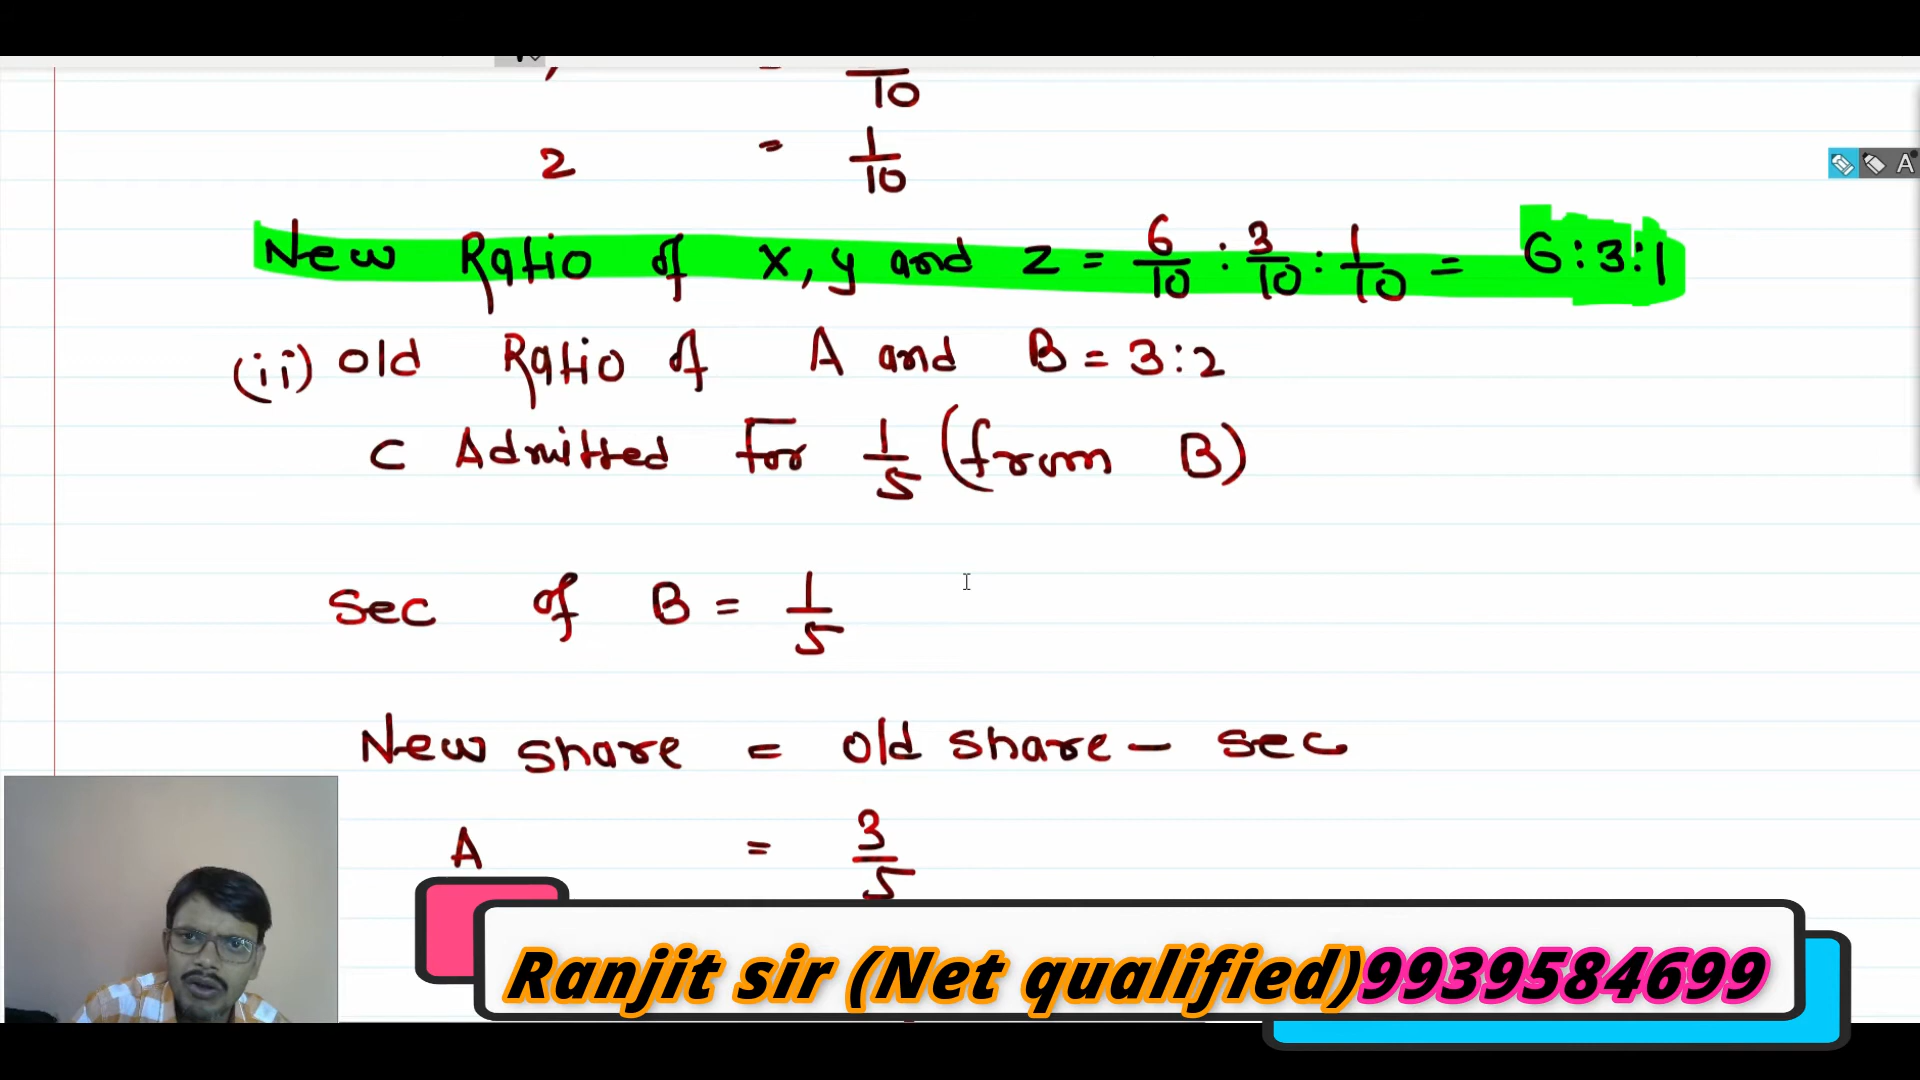 = /10
2 = 1/10
New Ratio of x, y and z = 6/10 : 3/10 : 1/10 = 6:3:1
(ii) old Ratio of A and B = 3:2
C Admitted For 1/5 (from B)
Sec of B = 1/5
New share = old share - sec
A = 3/5
Ranjit sir (Net qualified)9939584699
A